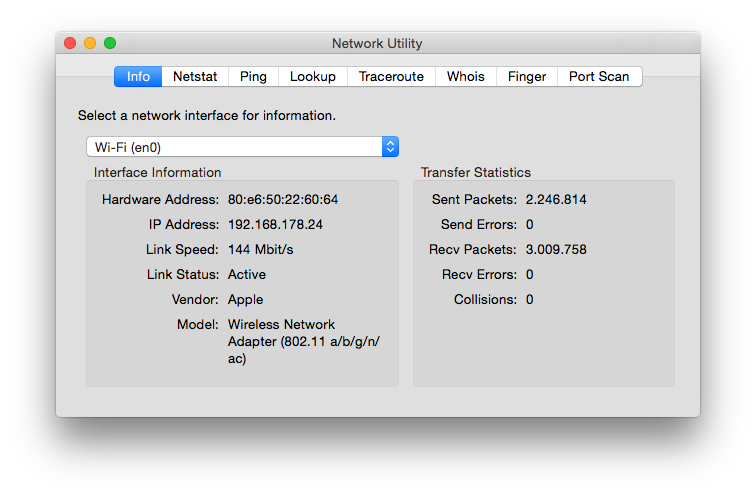 Network Utility
Info Netstat Ping Lookup Traceroute Whois Finger Port Scan
Select a network interface for information.
Wi-Fi (en0)
Interface Information
Hardware Address: 80:e6:50:22:60:64
IP Address: 192.168.178.24
Link Speed: 144 Mbit/s
Link Status: Active
Vendor: Apple
Model: Wireless Network
Adapter (802.11 a/b/g/n/
ac)
Transfer Statistics
Sent Packets: 2.246.814
Send Errors: 0
Recv Packets: 3.009.758
Recv Errors: 0
Collisions: 0